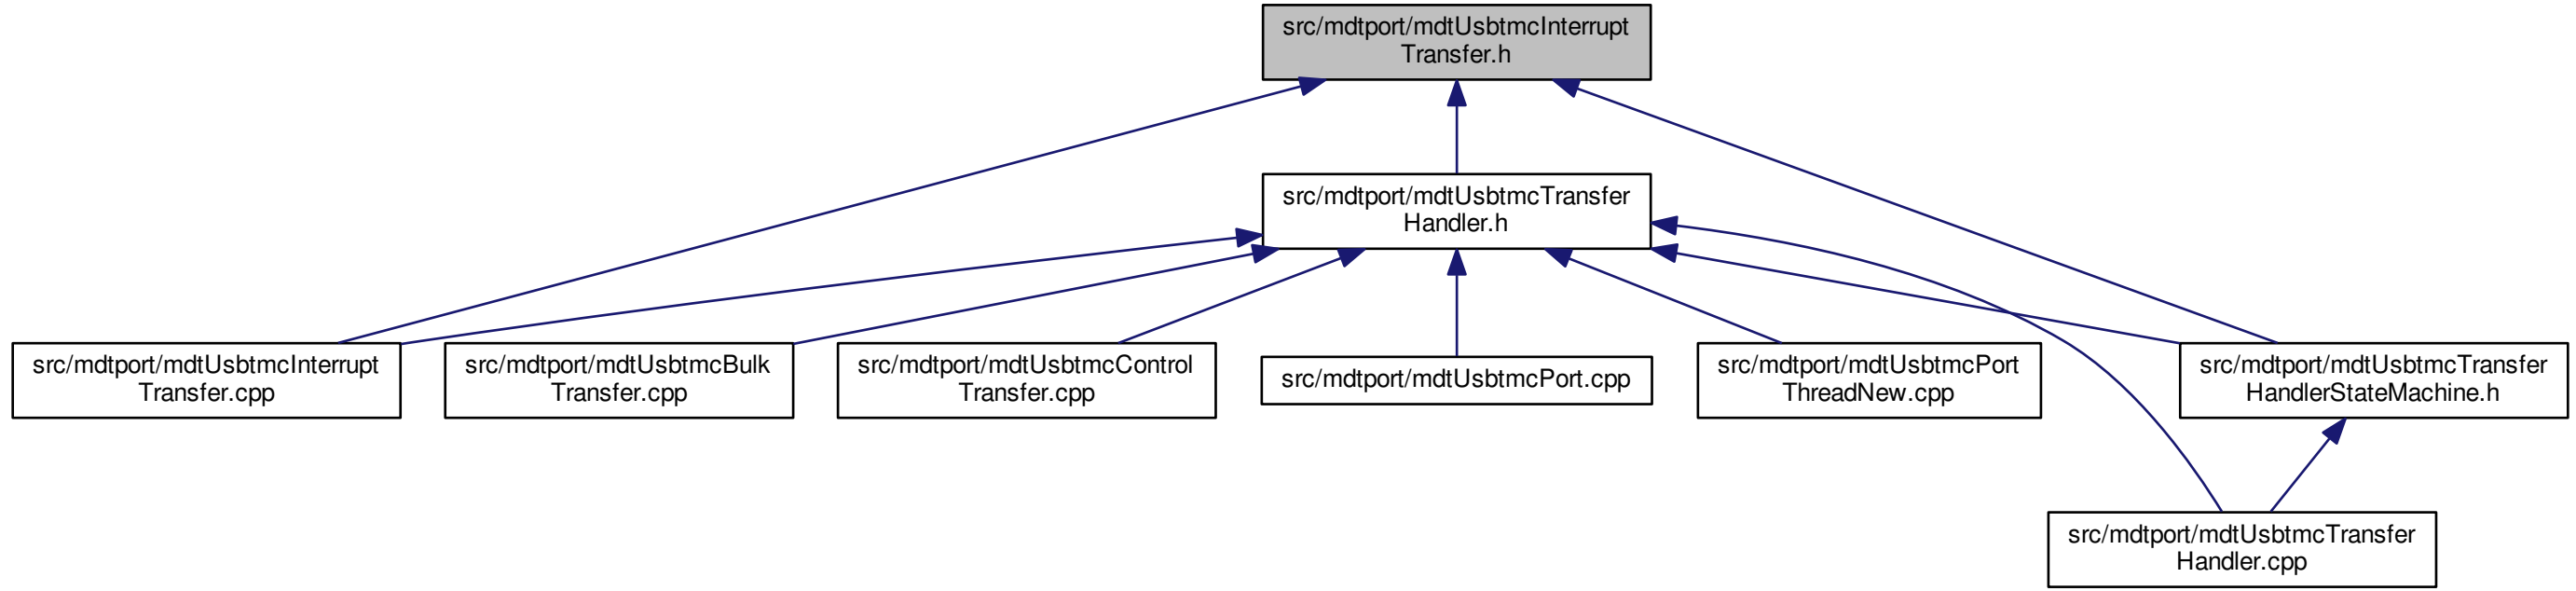 src/mdtport/mdtUsbtmcInterrupt
Transfer.h
src/mdtport/mdtUsbtmcTransfer
Handler.h
src/mdtport/mdtUsbtmcInterrupt
Transfer.cpp
src/mdtport/mdtUsbtmcBulk
Transfer.cpp
src/mdtport/mdtUsbtmcControl
Transfer.cpp
src/mdtport/mdtUsbtmcPort.cpp
src/mdtport/mdtUsbtmcPort
ThreadNew.cpp
src/mdtport/mdtUsbtmcTransfer
HandlerStateMachine.h
src/mdtport/mdtUsbtmcTransfer
Handler.cpp